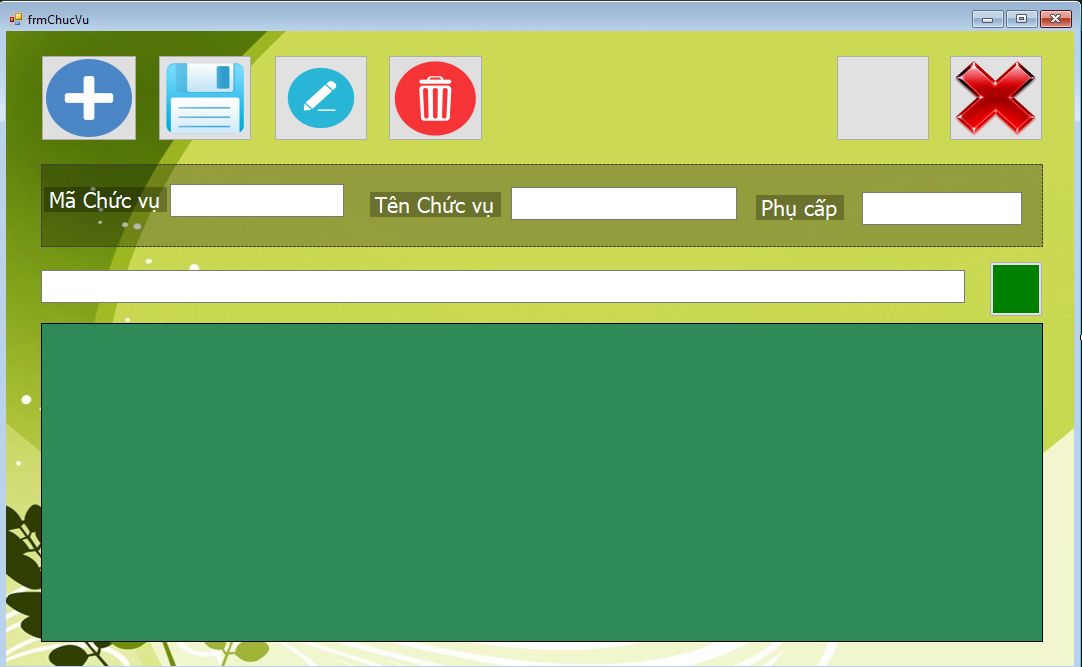 frmChucVu
Mã Chức vụ
Tên Chức vụ
Phụ cấp